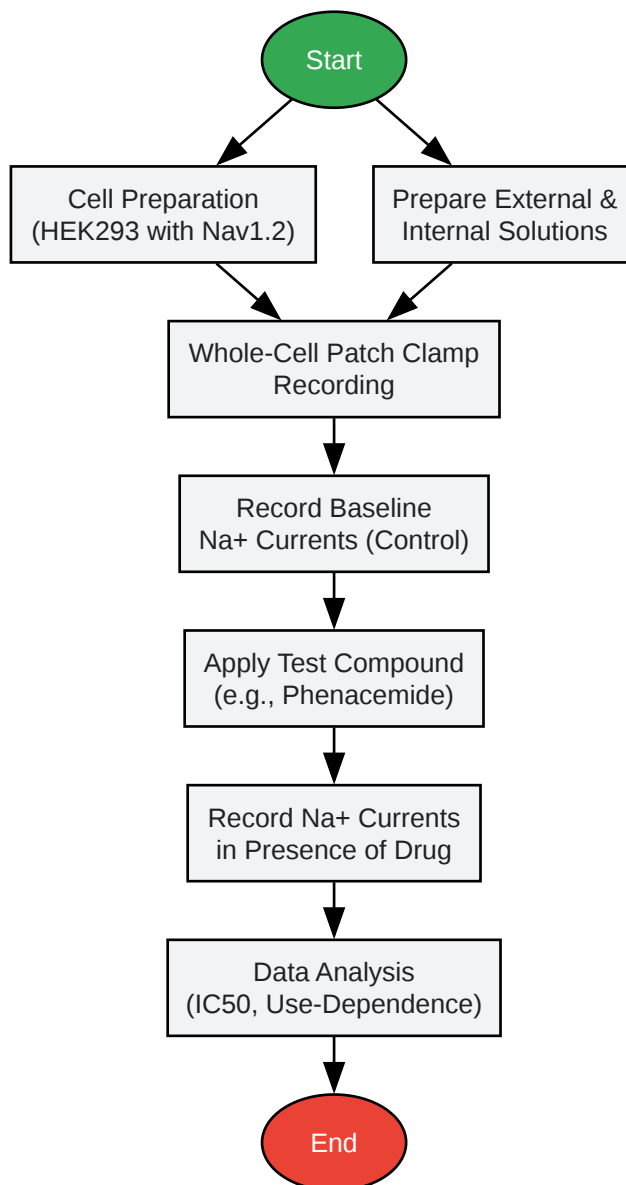 Start
Cell Preparation
(HEK293 with Nav1.2)
Prepare External &
Internal Solutions
Whole-Cell Patch Clamp
Recording
Record Baseline
Na+ Currents (Control)
Apply Test Compound
(e.g., Phenacemide)
Record Na+ Currents
in Presence of Drug
Data Analysis
(IC50, Use-Dependence)
End